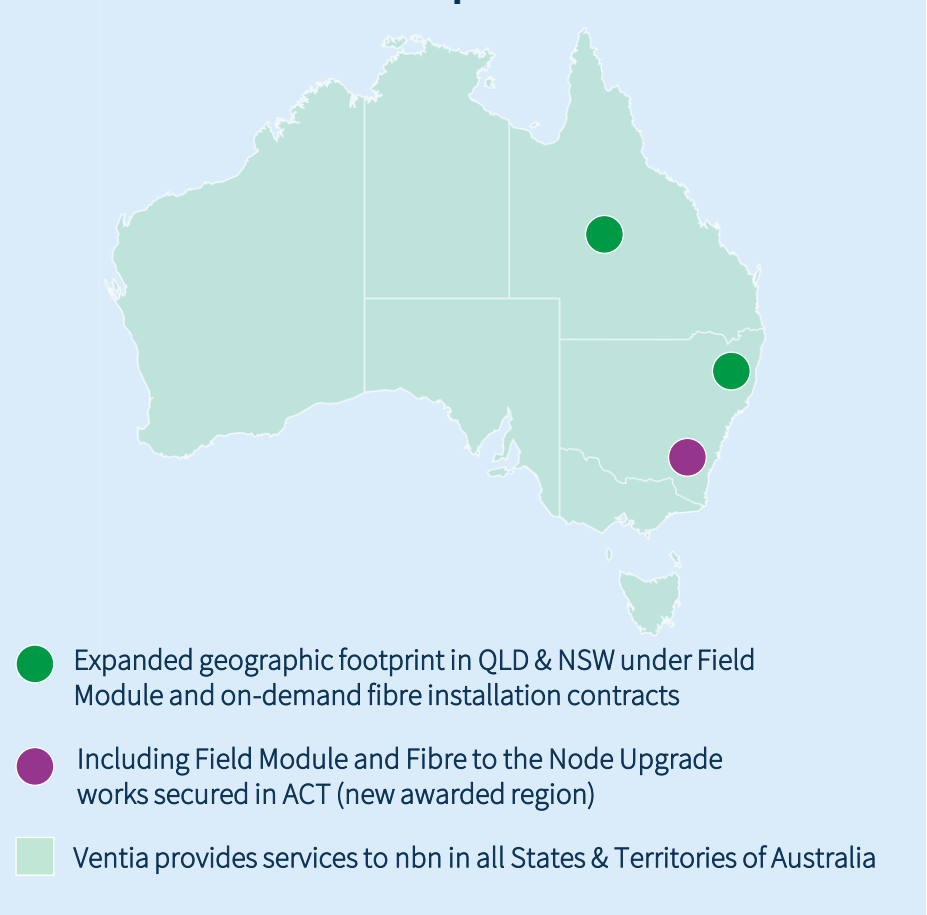 Expanded geographic footprint in QLD & NSW under Field
Module and on-demand fibre installation contracts
Including Field Module and Fibre to the Node Upgrade
works secured in ACT (new awarded region)
Ventia provides services to nbn in all States & Territories of Australia